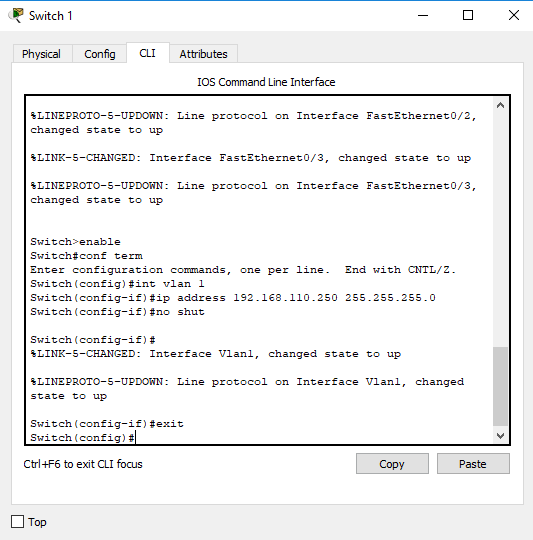 Switch 1
Physical Config CLI Attributes
IOS Command Line Interface
%LINEPROTO-5-UPDOWN: Line protocol on Interface FastEthernet0/2,
changed state to up
%LINK-5-CHANGED: Interface FastEthernet0/3, changed state to up
%LINEPROTO-5-UPDOWN: Line protocol on Interface FastEthernet0/3,
changed state to up
Switch>enable
Switch#conf term
Enter configuration commands, one per line.  End with CNTL/Z.
Switch(config)#int vlan 1
Switch(config-if)#ip address 192.168.110.250 255.255.255.0
Switch(config-if)#no shut
Switch(config-if)#
%LINK-5-CHANGED: Interface Vlan1, changed state to up
%LINEPROTO-5-UPDOWN: Line protocol on Interface Vlan1, changed
state to up
Switch(config-if)#exit
Switch(config)#
Ctrl+F6 to exit CLI focus
Copy Paste
Top